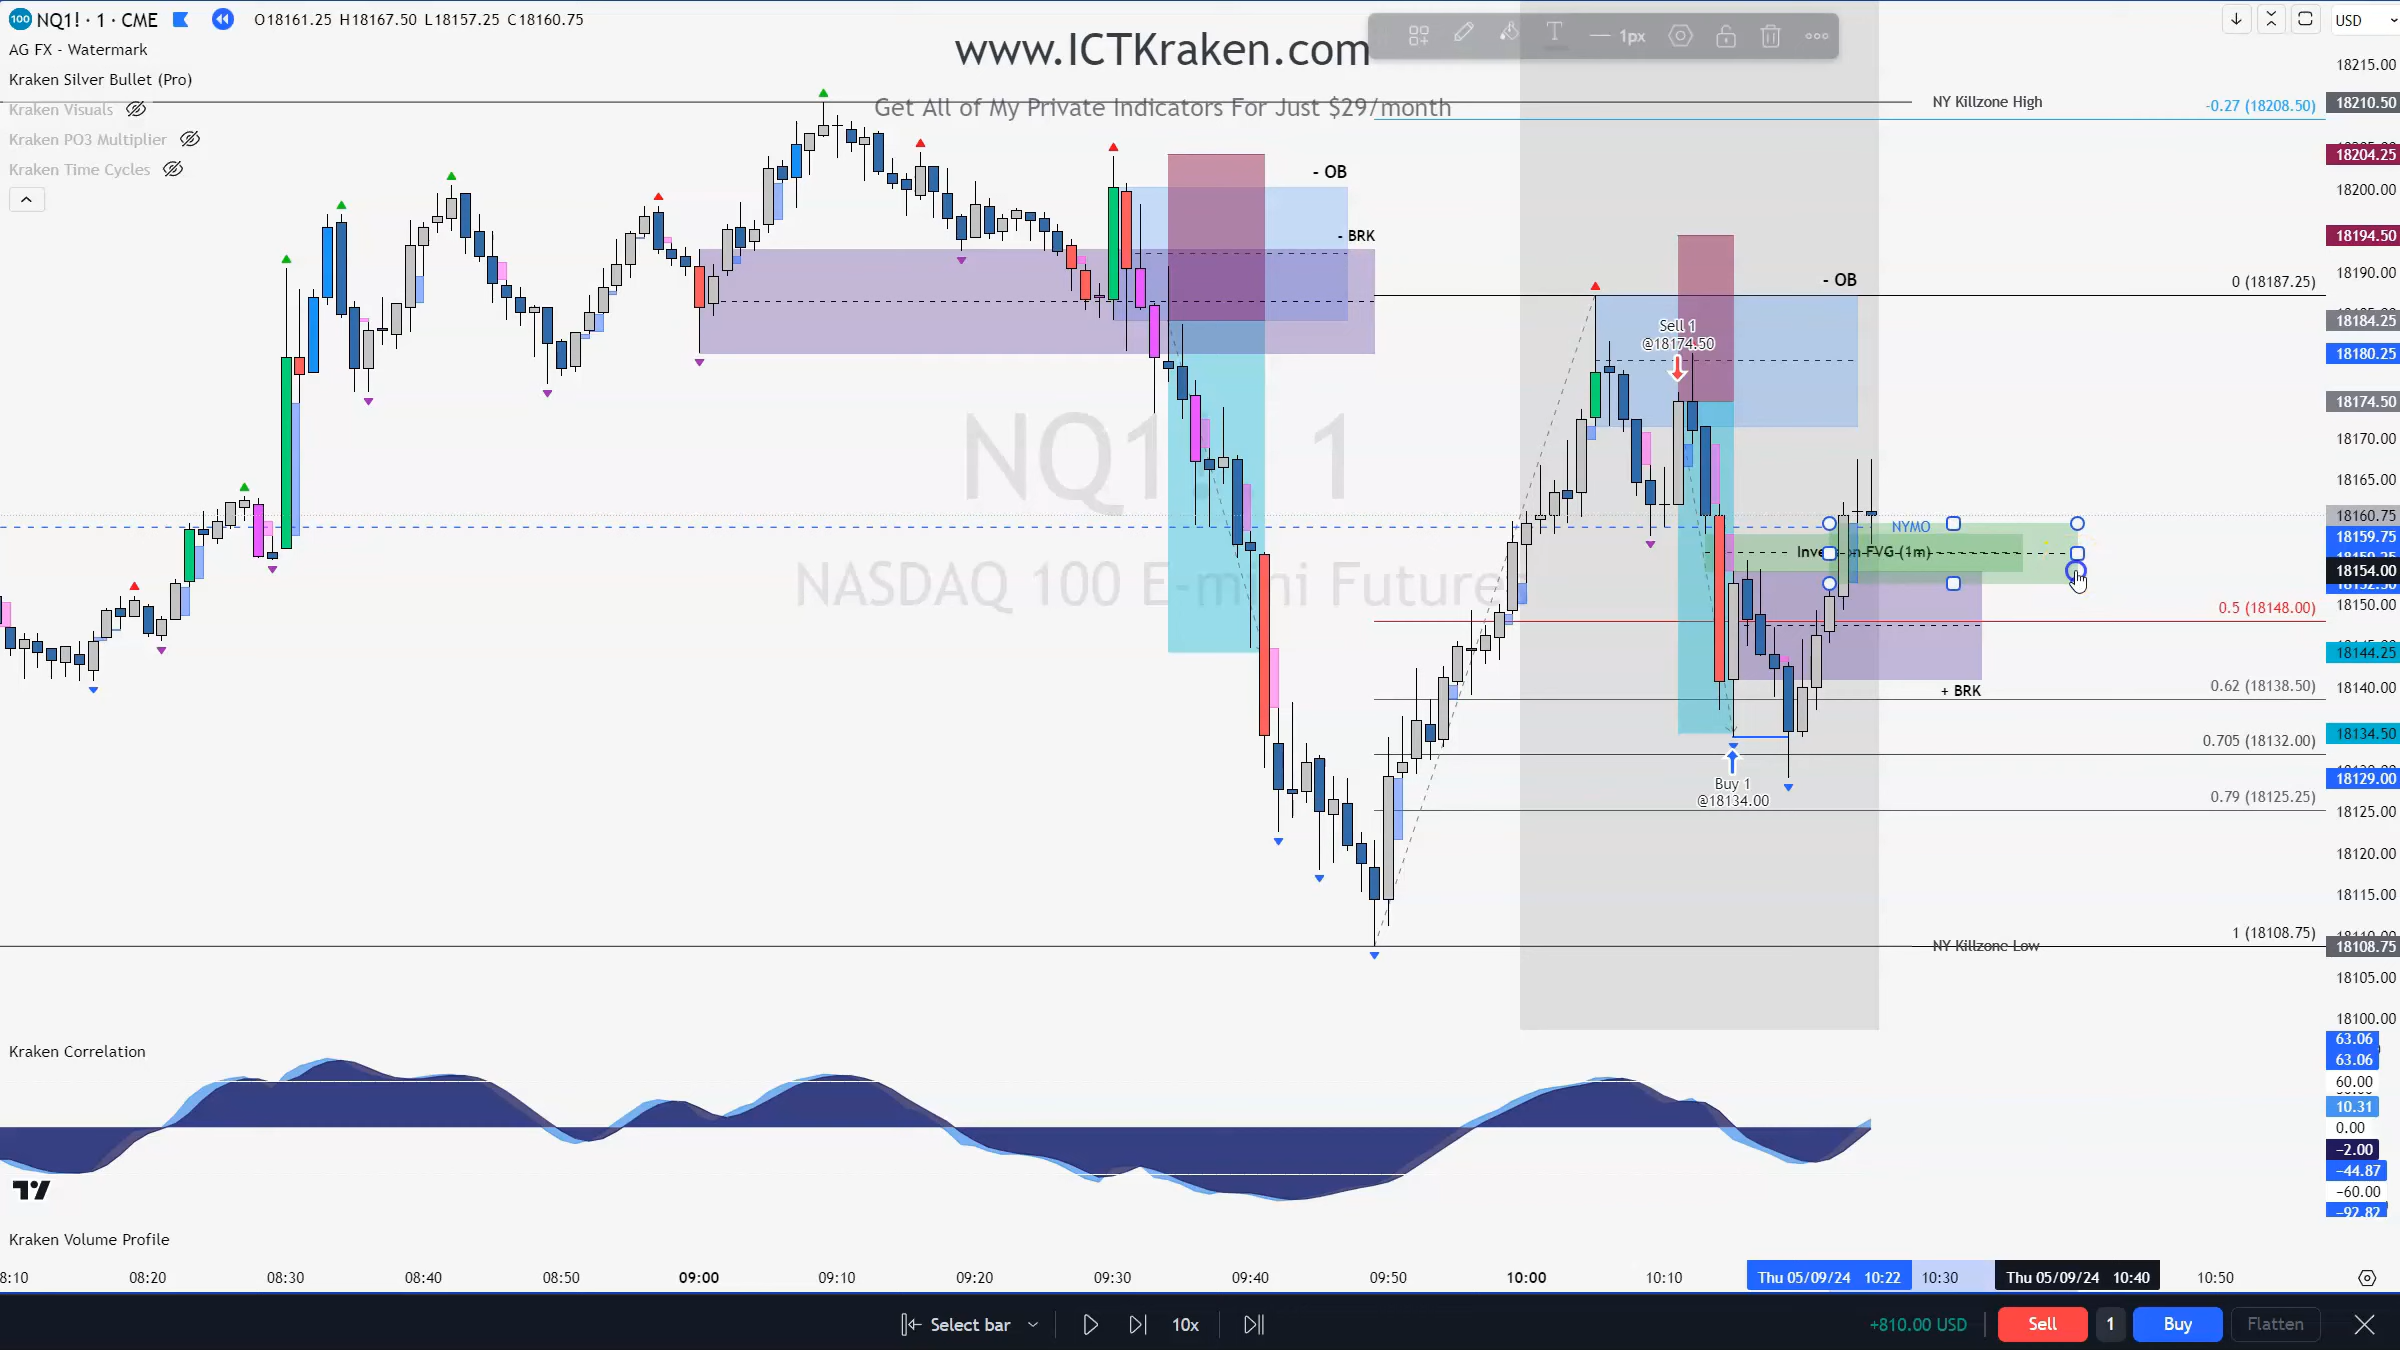 100 NQ1! · 1 · CME O18161.25 H18167.50 L18157.25 C18160.75
AG FX - Watermark
Kraken Silver Bullet (Pro)
Kraken Visuals
Kraken PO3 Multiplier
Kraken Time Cycles
www.ICTKraken.com
Get All of My Private Indicators For Just $29/month
1px
USD
NY Killzone High
-0.27 (18208.50)
- OB
- BRK
- OB
0 (18187.25)
Sell 1
@18174.50
NQ1! 1
NASDAQ 100 E-mini Futures
NYMO
Inversion FVG (1m)
0.5 (18148.00)
+ BRK
0.62 (18138.50)
0.705 (18132.00)
Buy 1
@18134.00
0.79 (18125.25)
1 (18108.75)
NY Killzone Low
18215.00
18210.50
18204.25
18200.00
18194.50
18190.00
18184.25
18180.25
18174.50
18170.00
18165.00
18160.75
18159.75
18154.00
18150.00
18144.25
18140.00
18134.50
18129.00
18125.00
18120.00
18115.00
18108.75
18105.00
18100.00
Kraken Correlation
63.06
63.06
60.00
10.31
0.00
−2.00
−44.87
−60.00
−92.82
Kraken Volume Profile
8:10 08:20 08:30 08:40 08:50 09:00 09:10 09:20 09:30 09:40 09:50 10:00 10:10 Thu 05/09/24 10:22 10:30 Thu 05/09/24 10:40 10:50
Select bar 10x +810.00 USD Sell 1 Buy Flatten